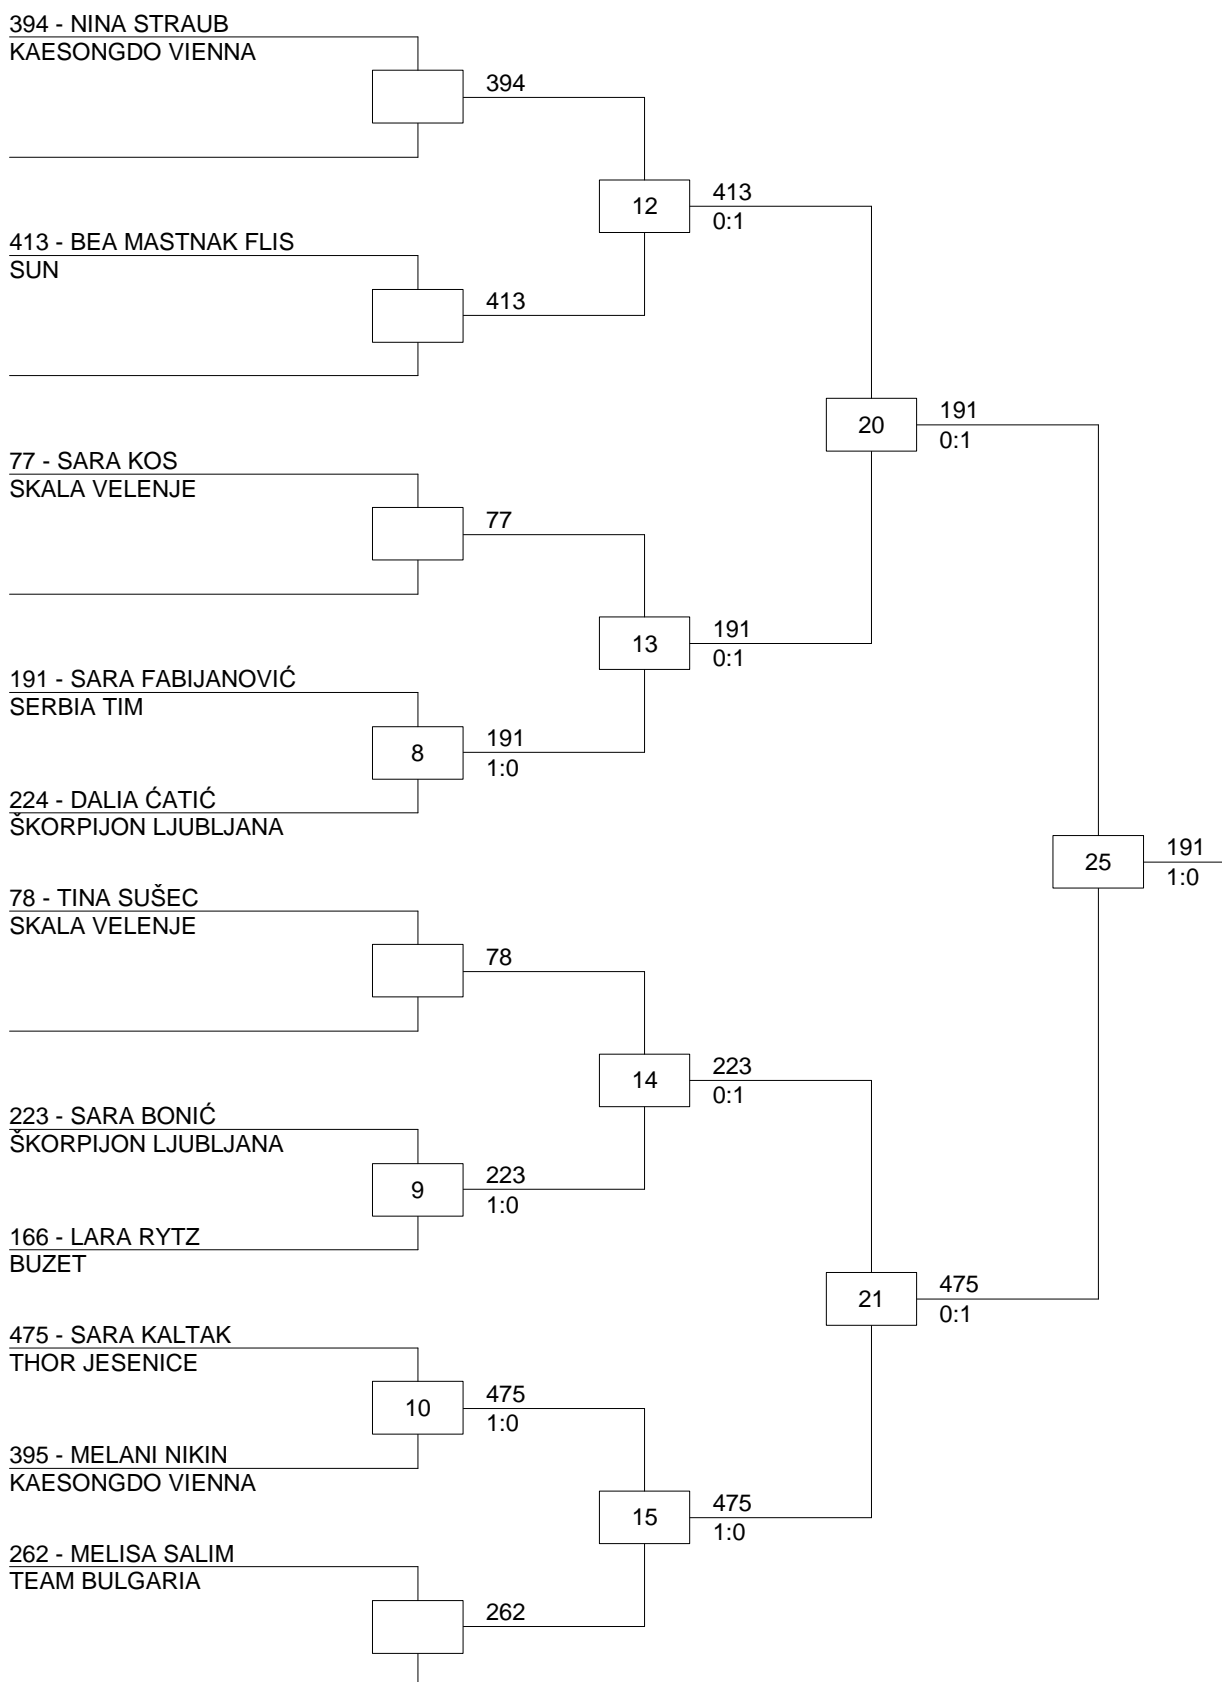 394 - NINA STRAUB
KAESONGDO VIENNA
394
12
413
0:1
413 - BEA MASTNAK FLIS
SUN
413
20
191
0:1
77 - SARA KOS
SKALA VELENJE
77
13
191
0:1
191 - SARA FABIJANOVIĆ
SERBIA TIM
8
191
1:0
224 - DALIA ĆATIĆ
ŠKORPIJON LJUBLJANA
25
191
1:0
78 - TINA SUŠEC
SKALA VELENJE
78
14
223
0:1
223 - SARA BONIĆ
ŠKORPIJON LJUBLJANA
9
223
1:0
166 - LARA RYTZ
BUZET
21
475
0:1
475 - SARA KALTAK
THOR JESENICE
10
475
1:0
395 - MELANI NIKIN
KAESONGDO VIENNA
15
475
1:0
262 - MELISA SALIM
TEAM BULGARIA
262